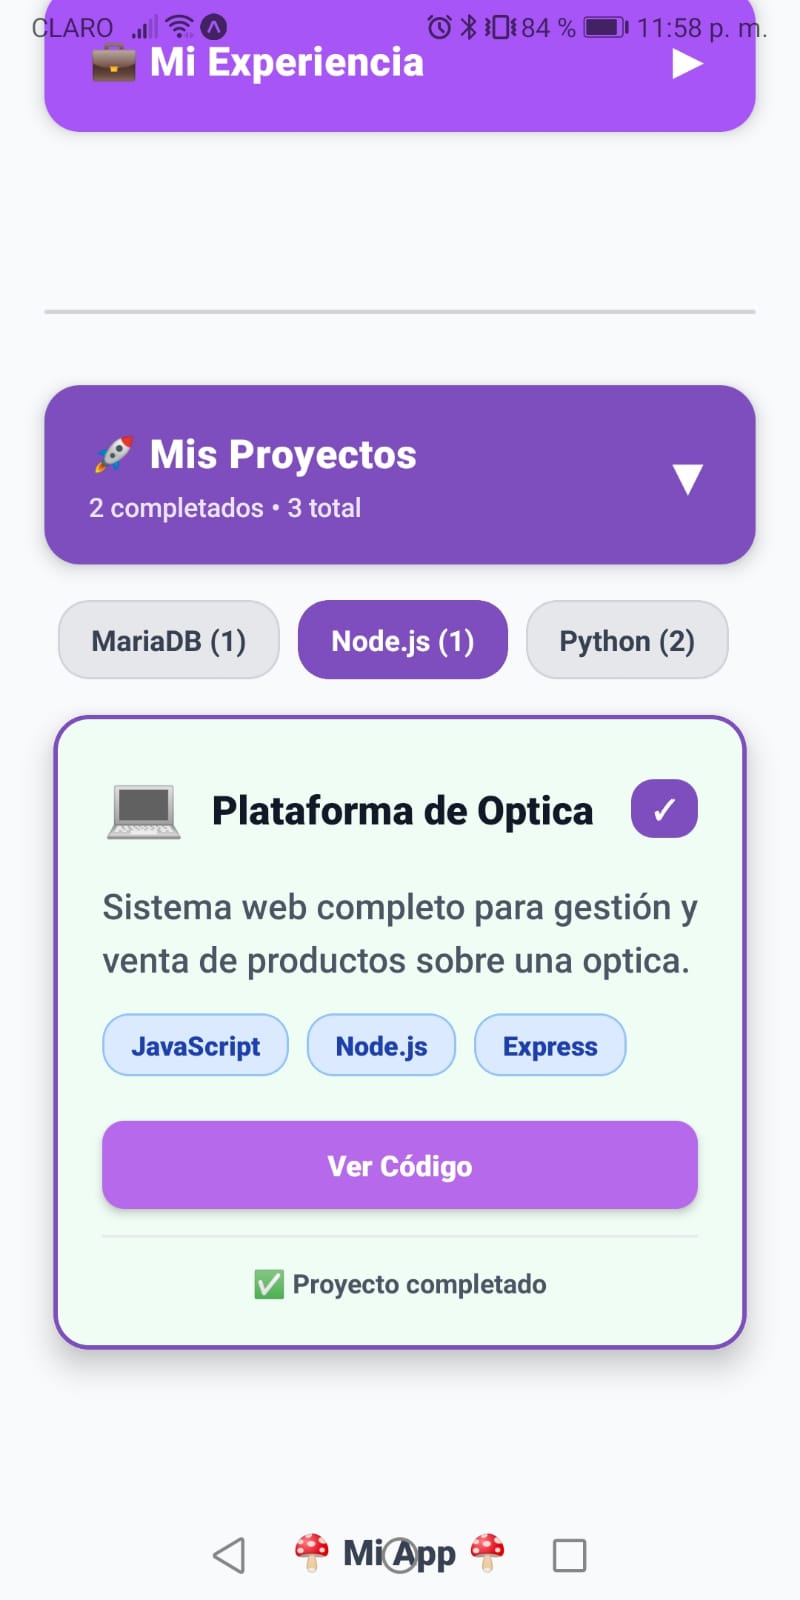 CLARO 84 % 11:58 p. m.
💼 Mi Experiencia ▶
🚀 Mis Proyectos ▼
2 completados • 3 total
MariaDB (1) Node.js (1) Python (2)
💻 Plataforma de Optica ✓
Sistema web completo para gestión y
venta de productos sobre una optica.
JavaScript Node.js Express
Ver Código
✅ Proyecto completado
🍄 Mi App 🍄